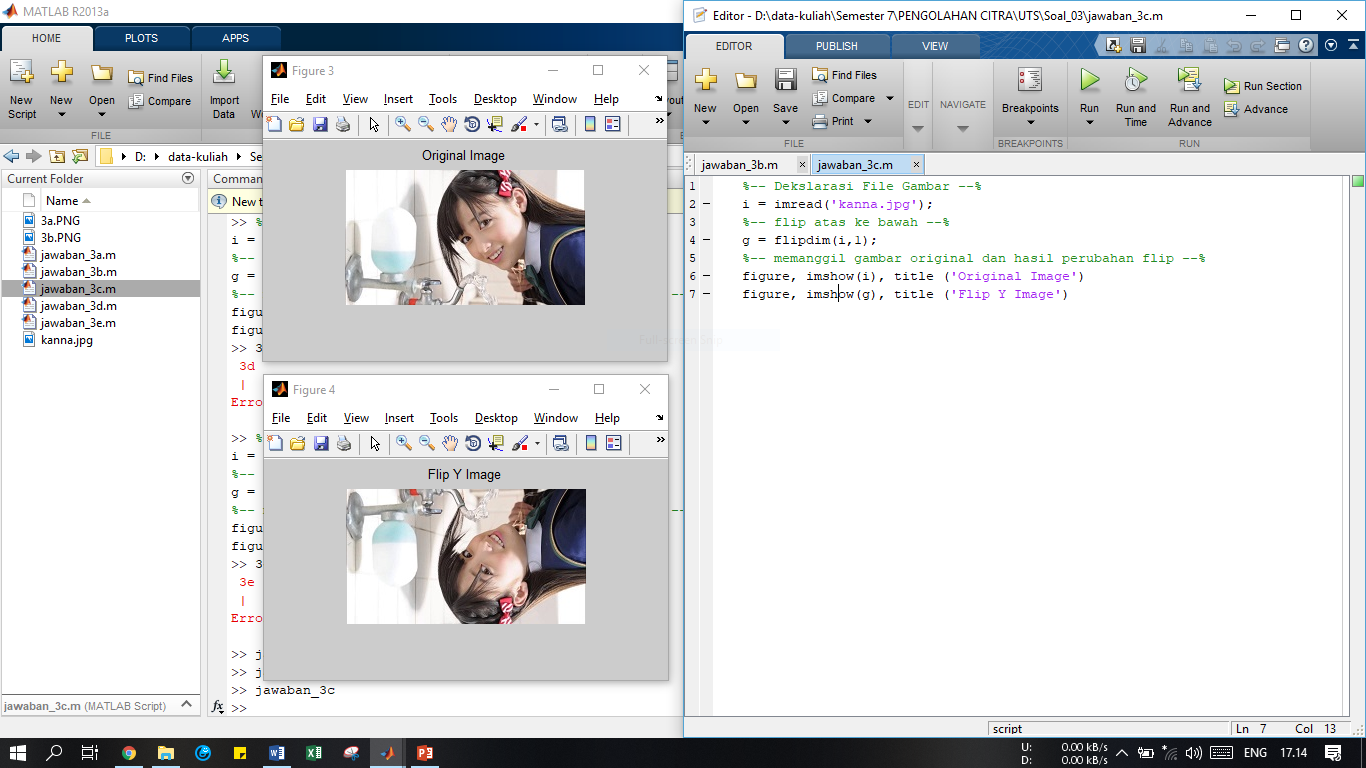 MATLAB R2013a
HOME PLOTS APPS
New Script
New
Open
Find Files
Compare
Import Data
FILE
D: data-kuliah
Current Folder
Name
3a.PNG
3b.PNG
jawaban_3a.m
jawaban_3b.m
jawaban_3c.m
jawaban_3d.m
jawaban_3e.m
kanna.jpg
jawaban_3c.m (MATLAB Script)
i =
%--
g =
%--
figu
figu
>> 3
3d
|
Erro
>> %
i =
%--
g =
%--
figu
figu
>> 3
3e
|
Erro
>> j
>> j
>> jawaban_3c
>>
fx
Figure 3
File Edit View Insert Tools Desktop Window Help
Original Image
Figure 4
File Edit View Insert Tools Desktop Window Help
Flip Y Image
Full-screen Snip
Editor - D:\data-kuliah\Semester 7\PENGOLAHAN CITRA\UTS\Soal_03\jawaban_3c.m
EDITOR PUBLISH VIEW
New
Open
Save
Find Files
Compare
Print
FILE
EDIT
NAVIGATE
Breakpoints
BREAKPOINTS
Run
Run and Time
Run and Advance
Run Section
Advance
RUN
jawaban_3b.m × jawaban_3c.m ×
1 %-- Dekslarasi File Gambar --%
2 – i = imread('kanna.jpg');
3 %-- flip atas ke bawah --%
4 – g = flipdim(i,1);
5 %-- memanggil gambar original dan hasil perubahan flip --%
6 – figure, imshow(i), title ('Original Image')
7 – figure, imshow(g), title ('Flip Y Image')
script Ln 7 Col 13
U: 0.00 kB/s
D: 0.00 kB/s
ENG 17.14